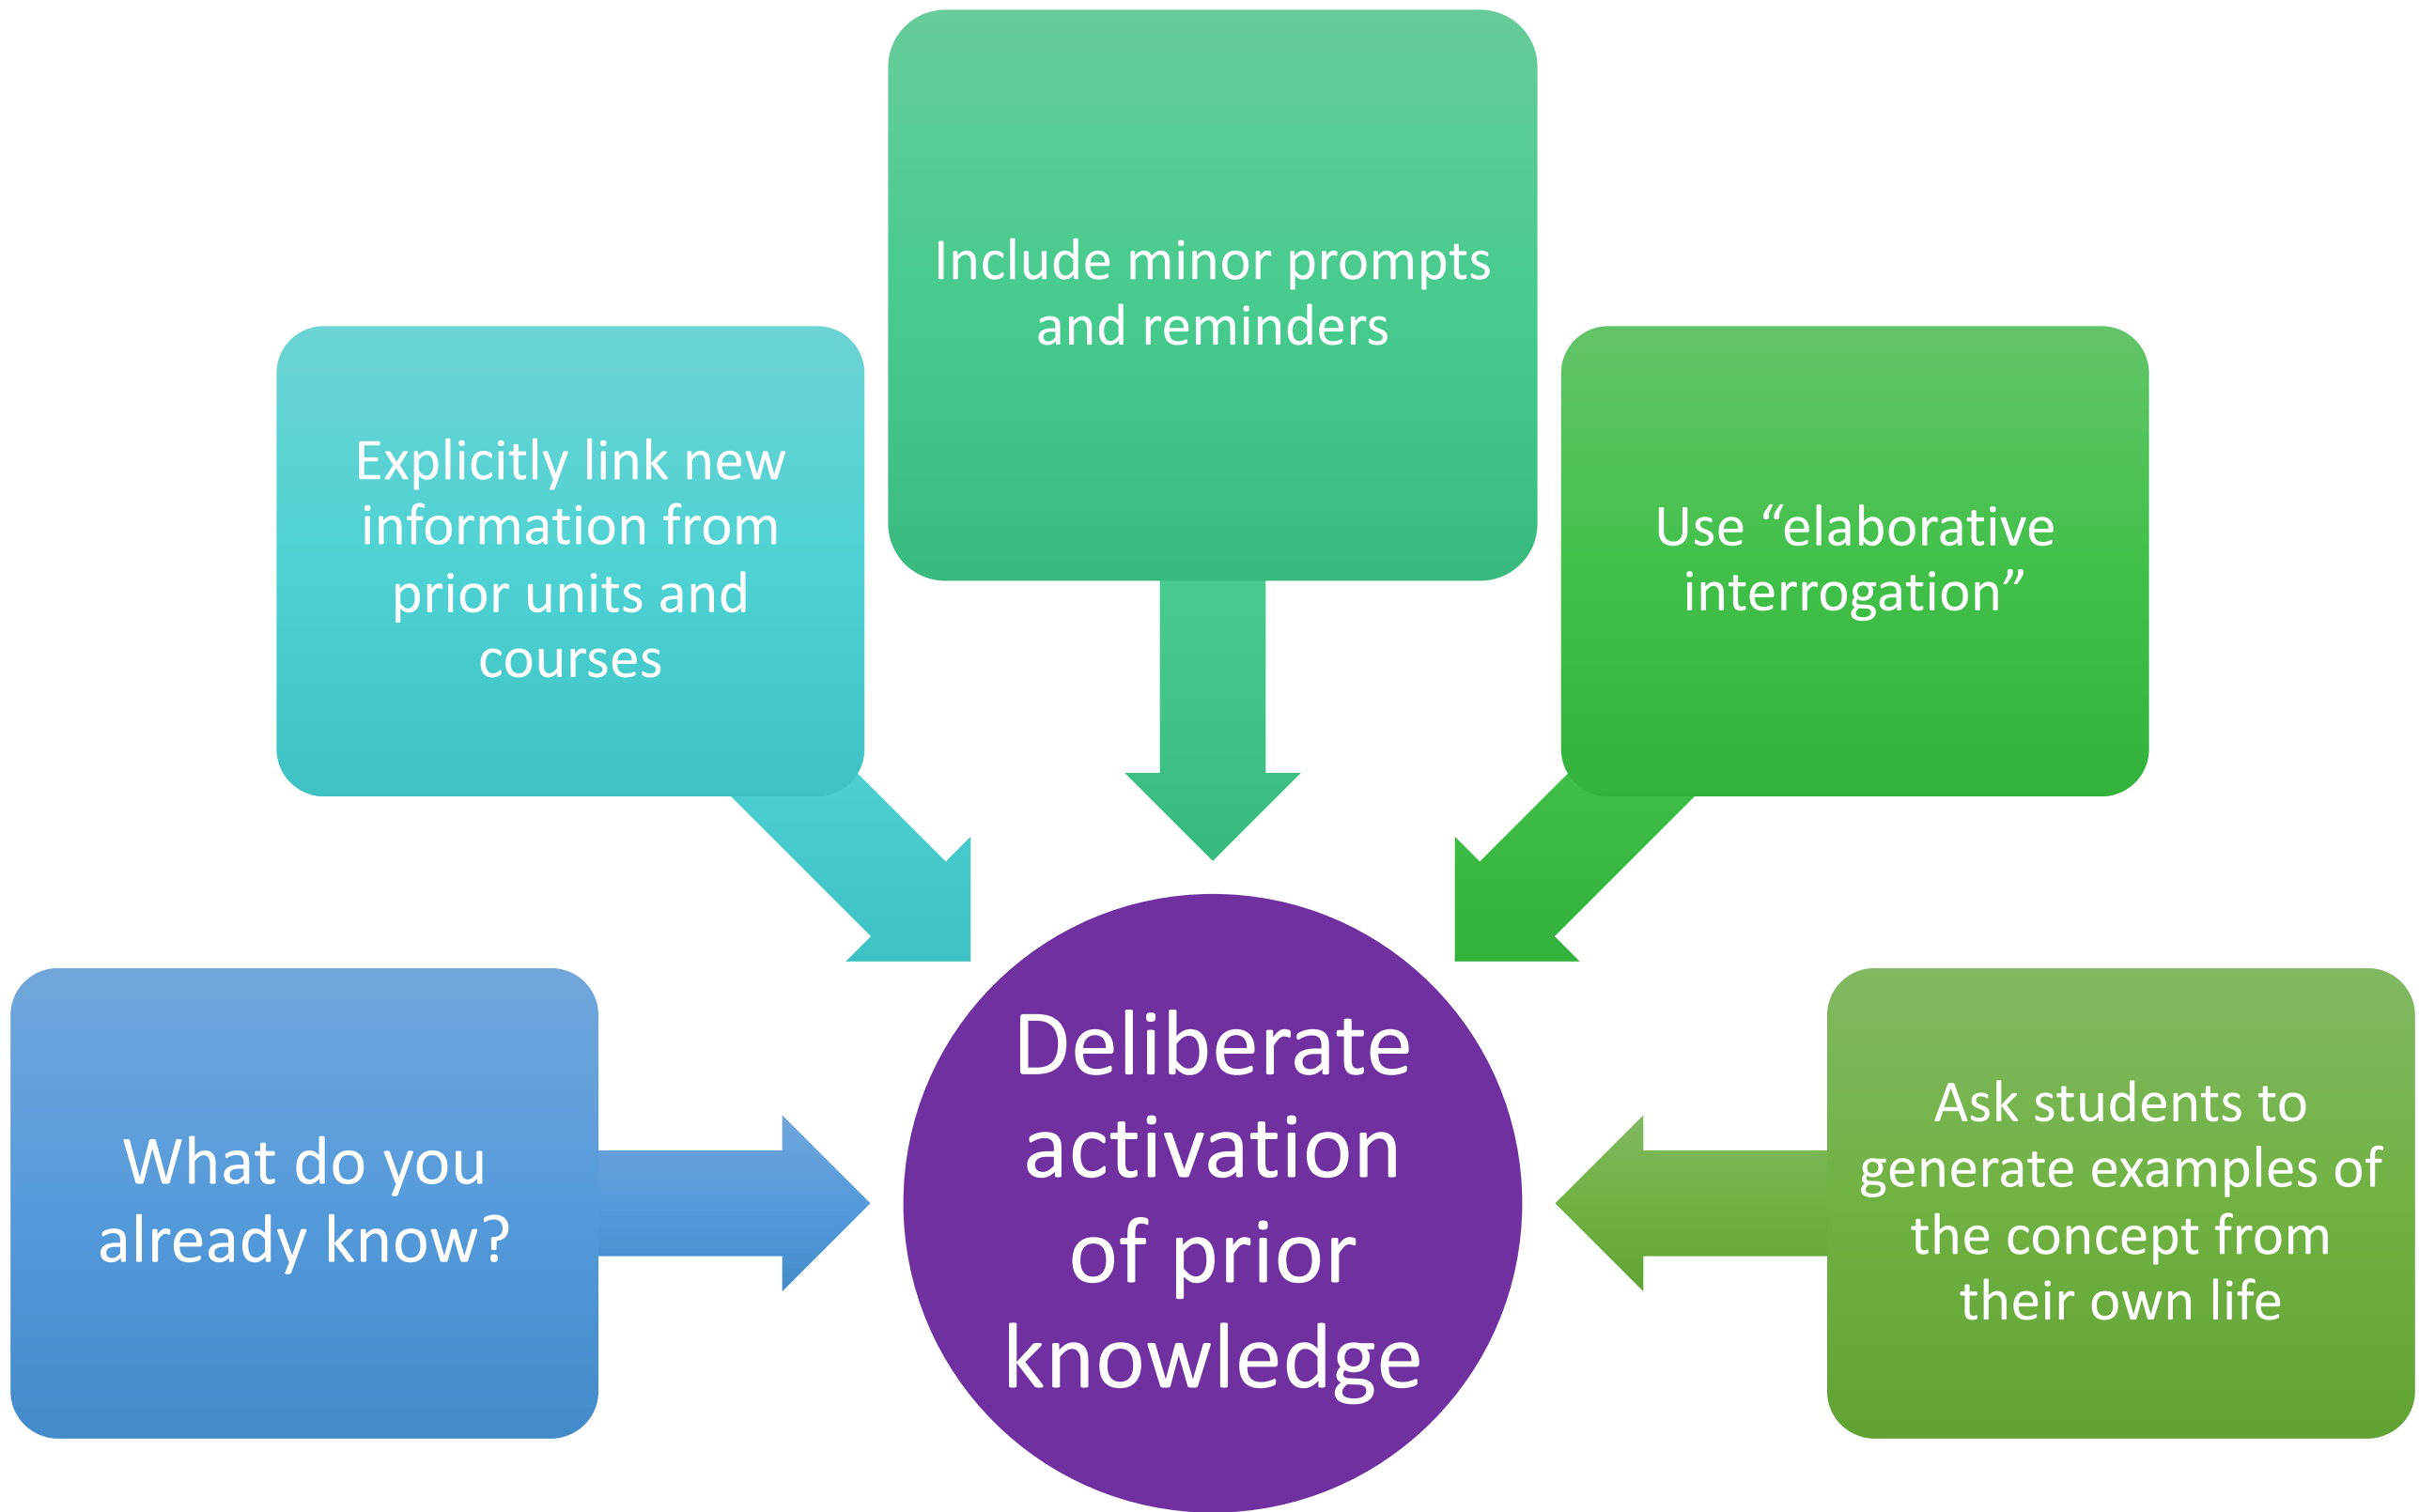 What do you
already know?
Explicitly link new
information from
prior units and
courses
Include minor prompts
and reminders
Use “elaborative
interrogation”
Ask students to
generate examples of
the concept from
their own life
Deliberate
activation
of prior
knowledge